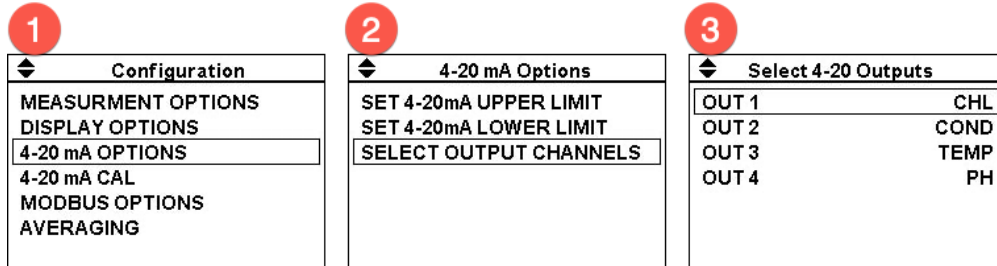 1
Configuration
MEASURMENT OPTIONS
DISPLAY OPTIONS
4-20 mA OPTIONS
4-20 mA CAL
MODBUS OPTIONS
AVERAGING
2
4-20 mA Options
SET 4-20mA UPPER LIMIT
SET 4-20mA LOWER LIMIT
SELECT OUTPUT CHANNELS
3
Select 4-20 Outputs
OUT 1 CHL
OUT 2 COND
OUT 3 TEMP
OUT 4 PH